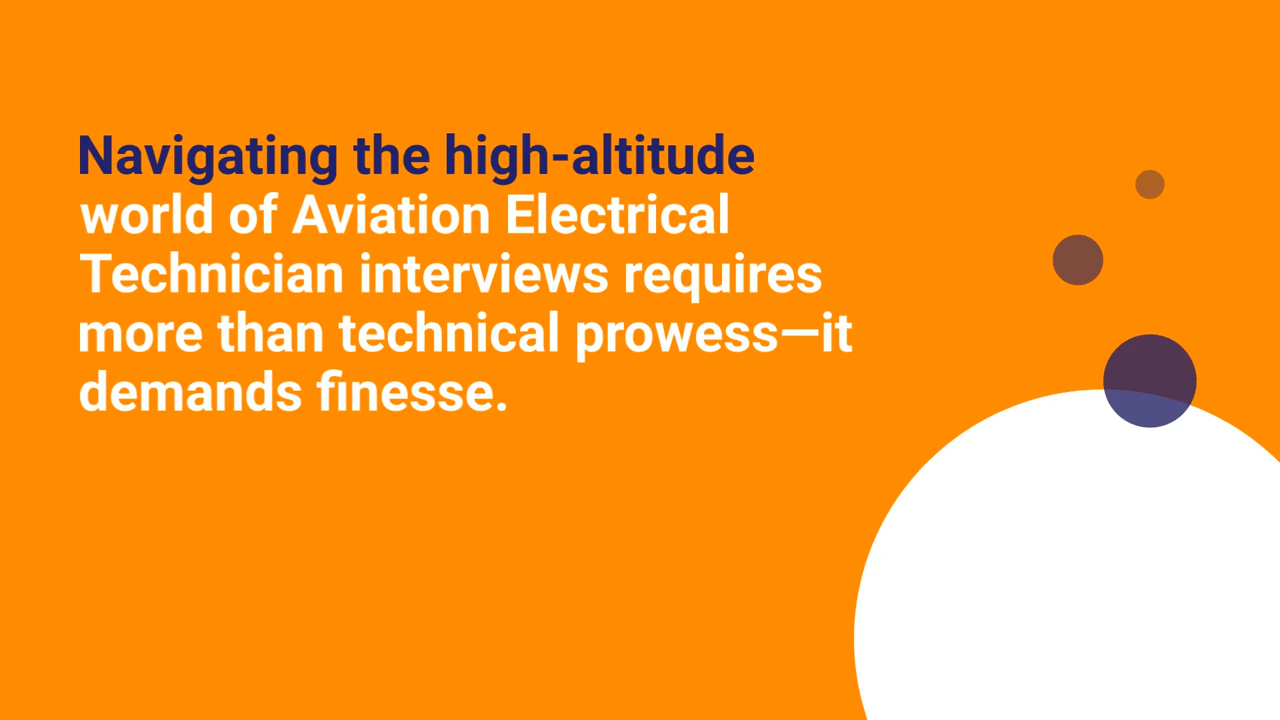 Navigating the high-altitude
world of Aviation Electrical
Technician interviews requires
more than technical prowess—it
demands finesse.